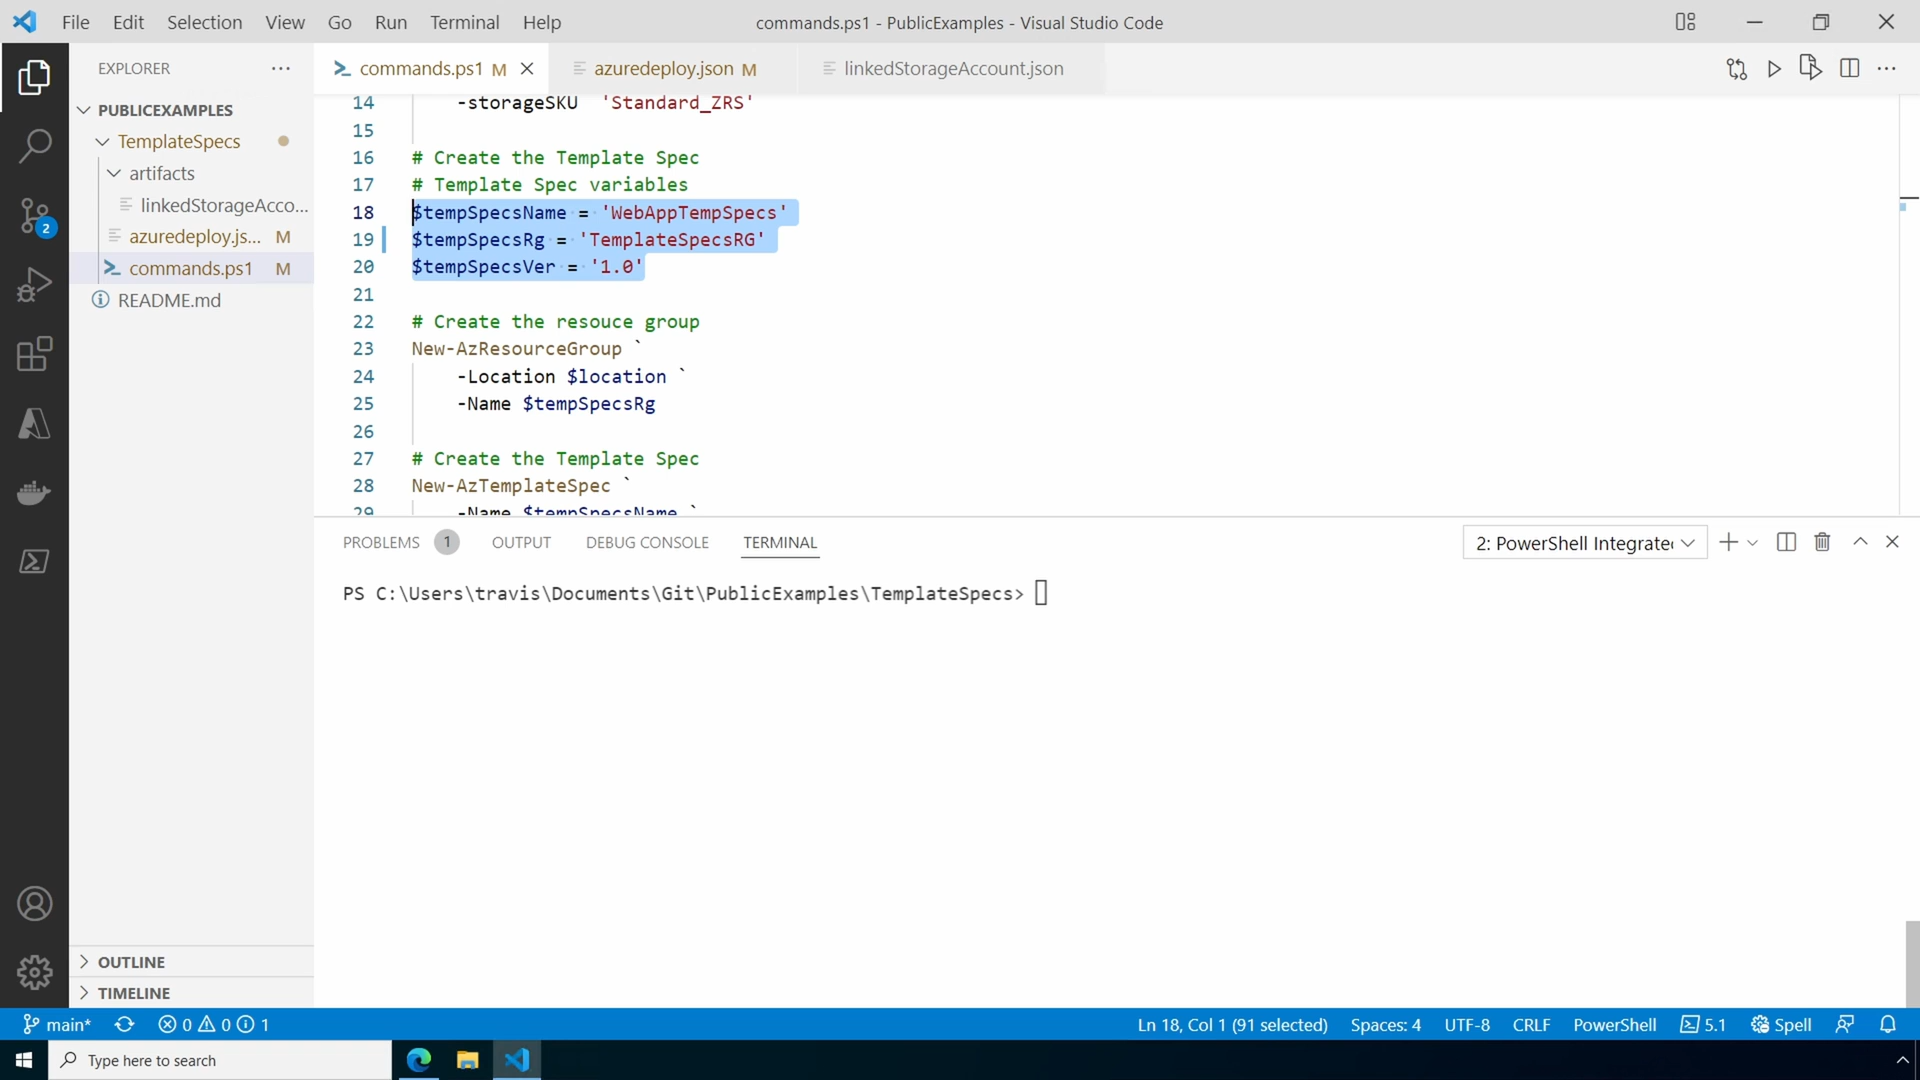 File Edit Selection View Go Run Terminal Help
commands.ps1 - PublicExamples - Visual Studio Code
EXPLORER
PUBLICEXAMPLES
TemplateSpecs
artifacts
linkedStorageAcco...
azuredeploy.js... M
commands.ps1 M
README.md
2
OUTLINE
TIMELINE
commands.ps1 M
azuredeploy.json M
linkedStorageAccount.json
14 -storageSKU 'Standard_ZRS'
15
16 # Create the Template Spec
17 # Template Spec variables
18 $tempSpecsName = 'WebAppTempSpecs'
19 $tempSpecsRg = 'TemplateSpecsRG'
20 $tempSpecsVer = '1.0'
21
22 # Create the resouce group
23 New-AzResourceGroup `
24 -Location $location `
25 -Name $tempSpecsRg
26
27 # Create the Template Spec
28 New-AzTemplateSpec `
29 -Name $tempSpecsName `
PROBLEMS 1 OUTPUT DEBUG CONSOLE TERMINAL
2: PowerShell Integrate
PS C:\Users\travis\Documents\Git\PublicExamples\TemplateSpecs>
main* 0 0 1
Ln 18, Col 1 (91 selected) Spaces: 4 UTF-8 CRLF PowerShell 5.1 Spell
Type here to search